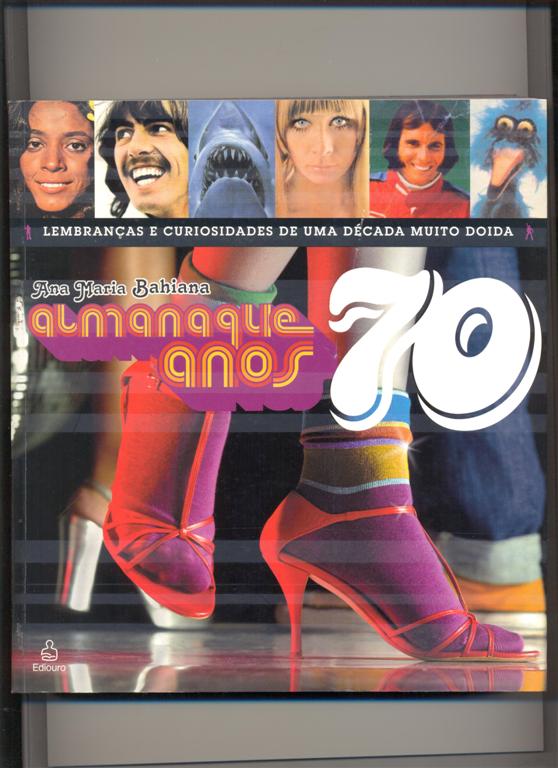 LEMBRANÇAS E CURIOSIDADES DE UMA DÉCADA MUITO DOIDA
Ana Maria Bahiana
almanaque
anos 70
Ediouro